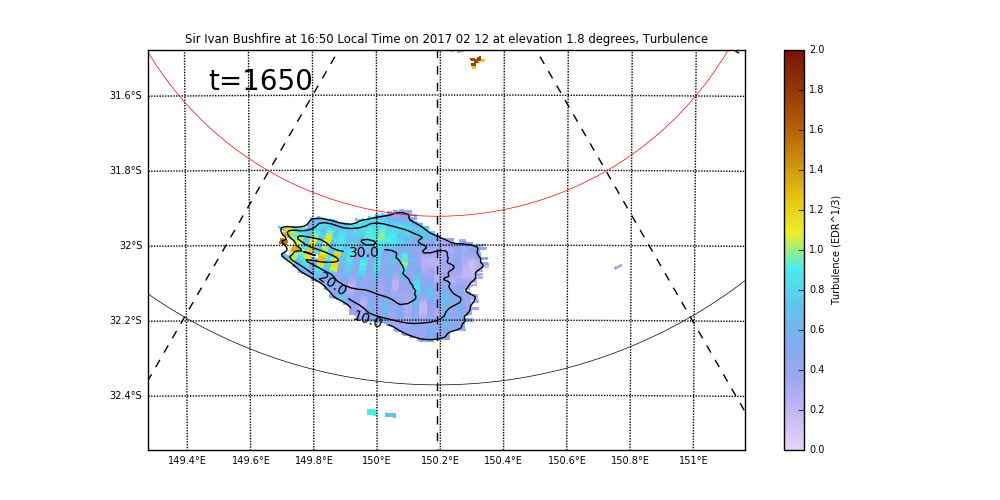 Sir Ivan Bushfire at 16:50 Local Time on 2017 02 12 at elevation 1.8 degrees, Turbulence
t=1650
31.6°S
31.8°S
32°S
32.2°S
32.4°S
30.0
20.0
10.0
149.4°E 149.6°E 149.8°E 150°E 150.2°E 150.4°E 150.6°E 150.8°E 151°E
2.0
1.8
1.6
1.4
1.2
1.0
0.8
0.6
0.4
0.2
0.0
Turbulence (EDR^1/3)